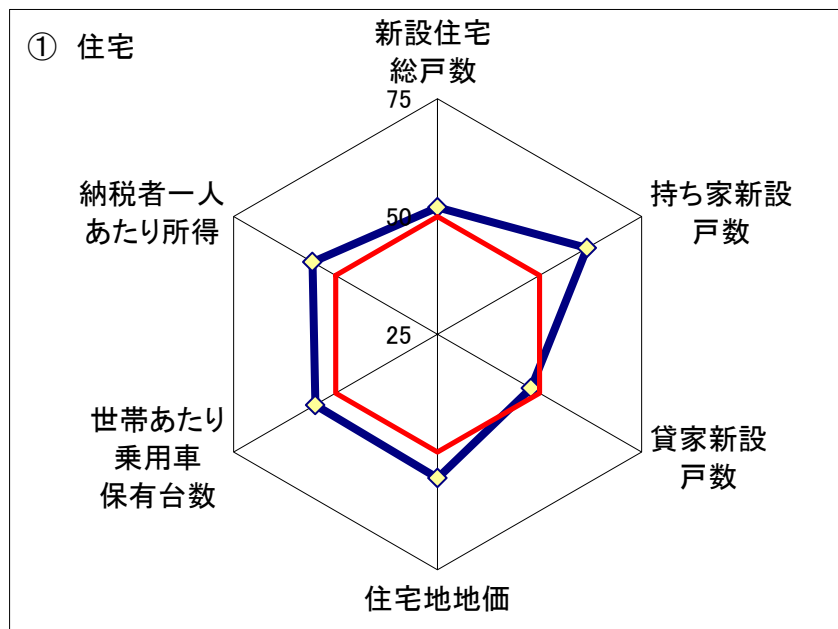 ① 住宅
新設住宅
総戸数
75
納税者一人
あたり所得
持ち家新設
戸数
50
25
世帯あたり
乗用車
保有台数
貸家新設
戸数
住宅地地価